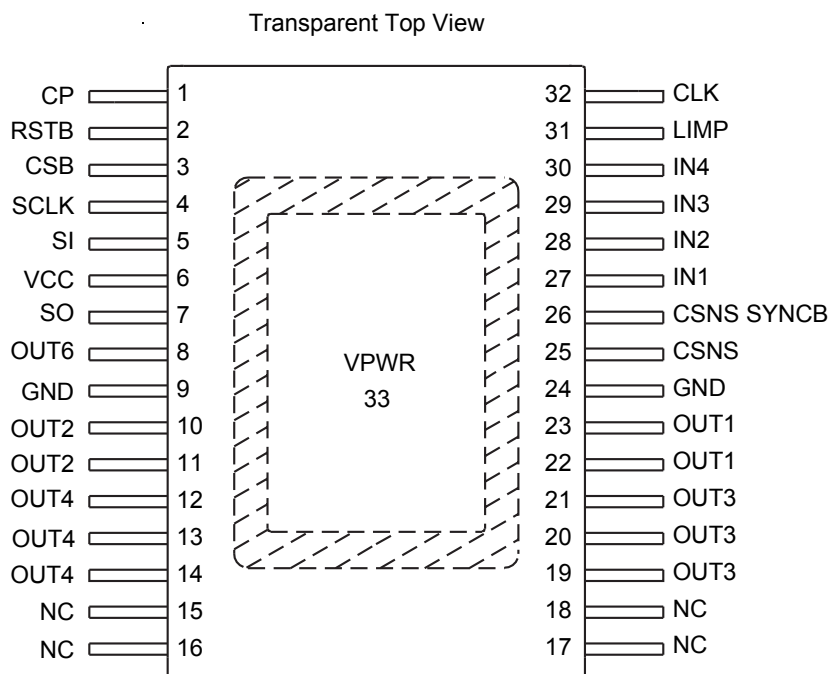 Transparent Top View
CP 1 32 CLK
RSTB 2 31 LIMP
CSB 3 30 IN4
SCLK 4 29 IN3
SI 5 28 IN2
VCC 6 27 IN1
SO 7 26 CSNS SYNCB
OUT6 8 25 CSNS
VPWR
33
GND 9 24 GND
OUT2 10 23 OUT1
OUT2 11 22 OUT1
OUT4 12 21 OUT3
OUT4 13 20 OUT3
OUT4 14 19 OUT3
NC 15 18 NC
NC 16 17 NC